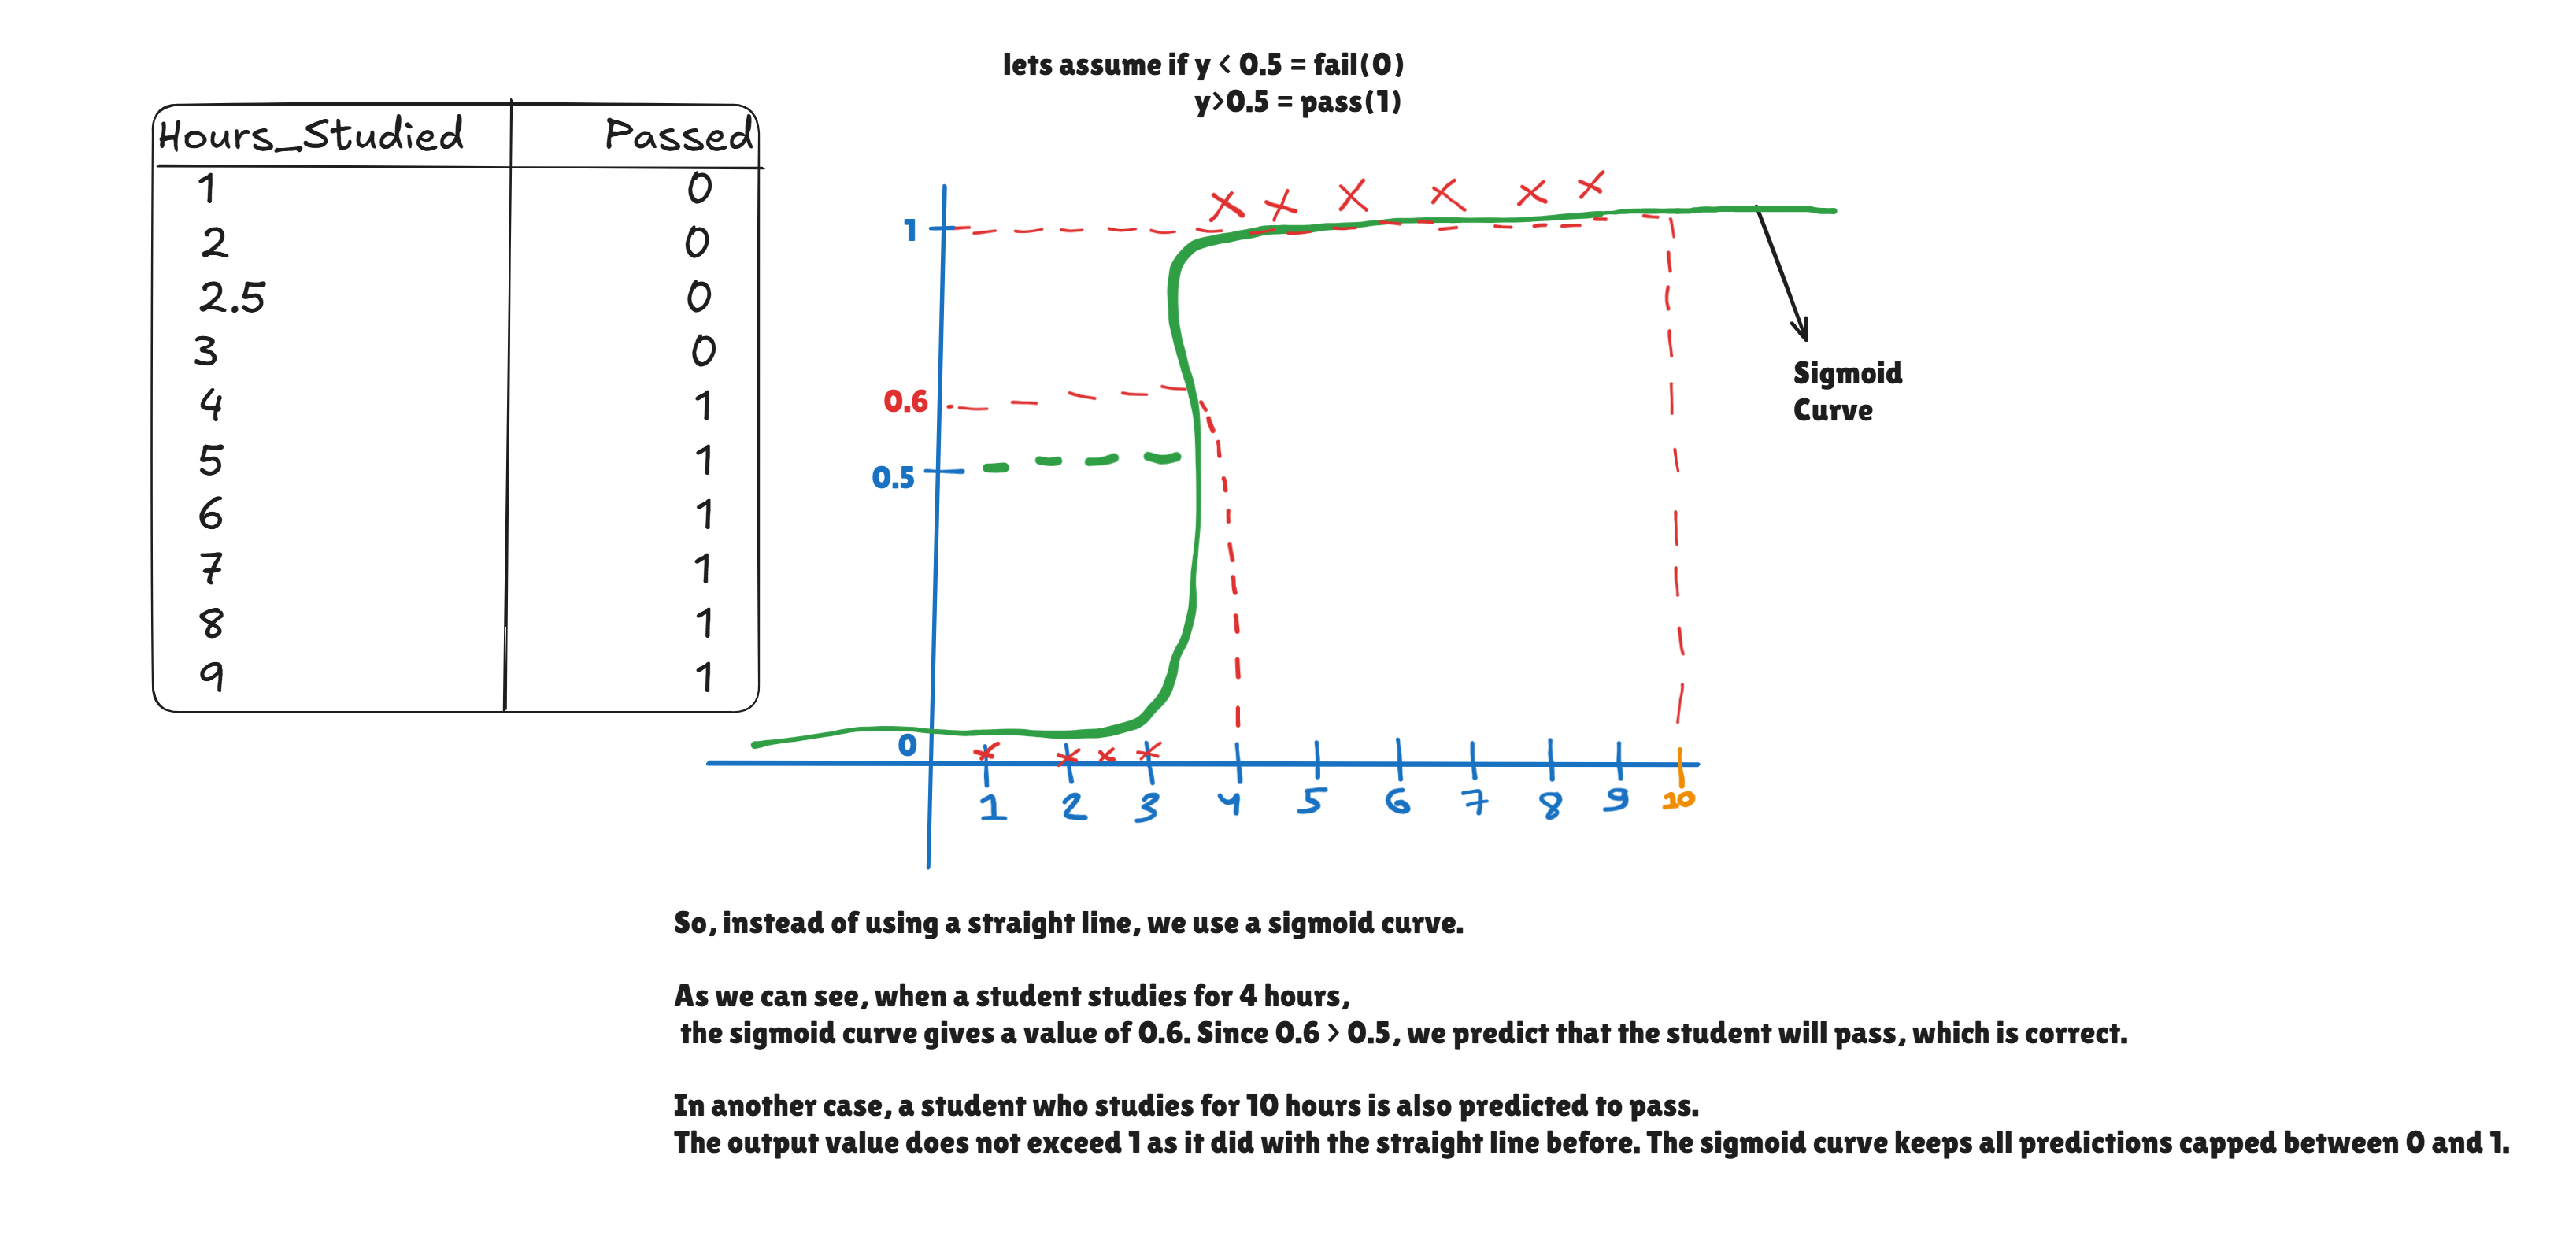 lets assume if y < 0.5 = fail(0)
y>0.5 = pass(1)
Hours_Studied Passed
1 0
2 0
2.5 0
3 0
4 1
5 1
6 1
7 1
8 1
9 1
1
0.6
0.5
0
1 2 3 4 5 6 7 8 9 10
Sigmoid
Curve
So, instead of using a straight line, we use a sigmoid curve.
As we can see, when a student studies for 4 hours,
the sigmoid curve gives a value of 0.6. Since 0.6 > 0.5, we predict that the student will pass, which is correct.
In another case, a student who studies for 10 hours is also predicted to pass.
The output value does not exceed 1 as it did with the straight line before. The sigmoid curve keeps all predictions capped between 0 and 1.